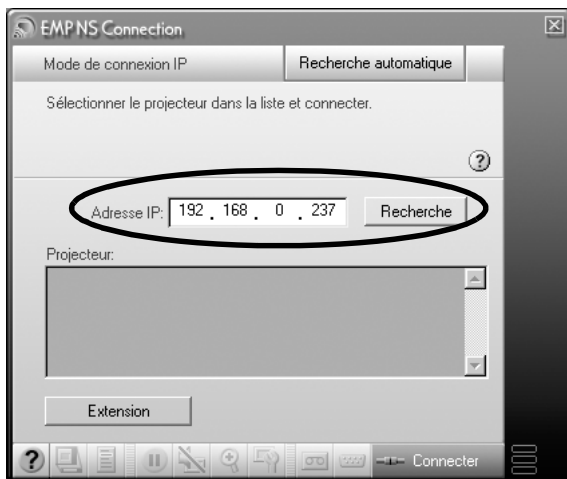 EMP NS Connection
Mode de connexion IP
Recherche automatique
Sélectionner le projecteur dans la liste et connecter.
?
Adresse IP: 192 . 168 . 0 . 237 Recherche
Projecteur:
Extension
? Connecter